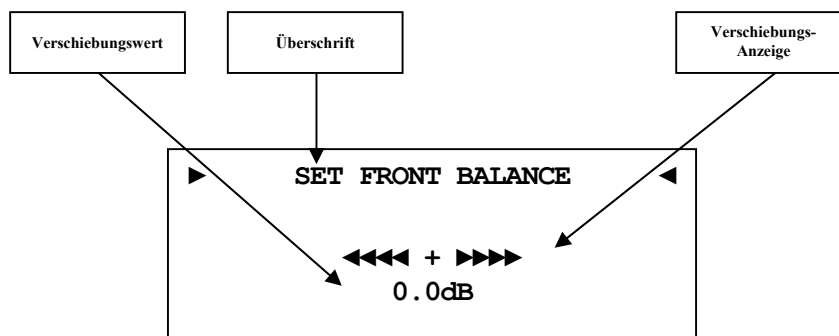 Verschiebungswert
Überschrift
Verschiebungs-
Anzeige
► SET FRONT BALANCE ◄
◄◄◄◄ + ►►►►
0.0dB